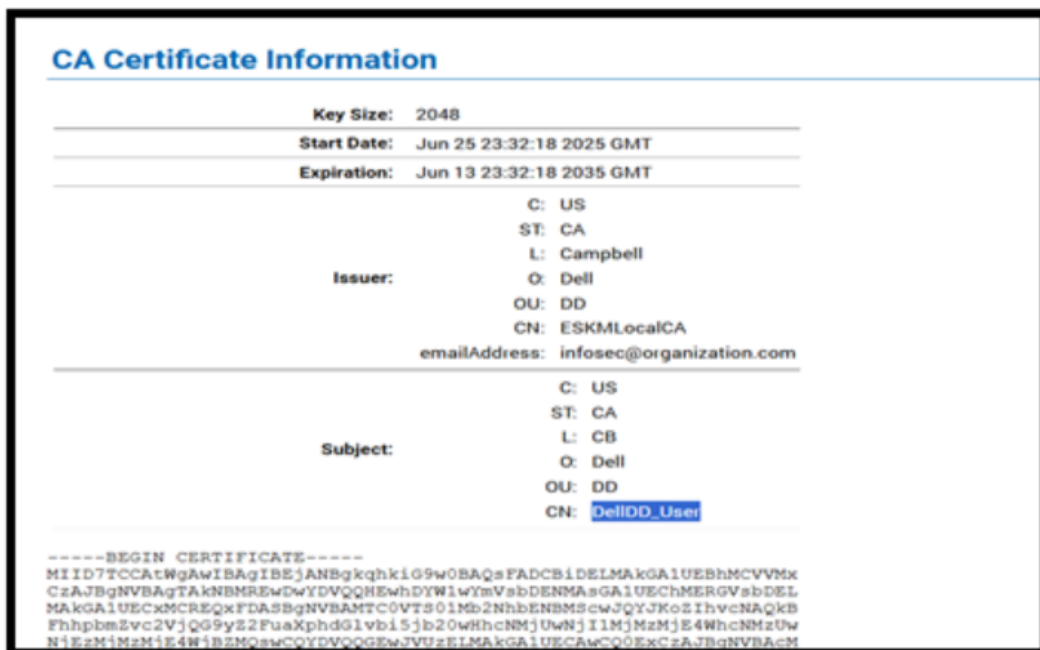 CA Certificate Information
Key Size: 2048
Start Date: Jun 25 23:32:18 2025 GMT
Expiration: Jun 13 23:32:18 2035 GMT
Issuer:
C: US
ST: CA
L: Campbell
O: Dell
OU: DD
CN: ESKMLocalCA
emailAddress: infosec@organization.com
Subject:
C: US
ST: CA
L: CB
O: Dell
OU: DD
CN: DellDD_User
-----BEGIN CERTIFICATE-----
MIID7TCCAtWgAwIBAgIBEjANBgkqhkiG9w0BAQsFADCBiDELMAkGA1UEBhMCVVMx
CzAJBgNVBAgTAkNBMREwDwYDVQQHEwhDYW1wYmVsbDENMAsGA1UEChMERGVsbDEL
MAkGA1UECxMCREQxFDASBgNVBAMTC0VTS01Mb2NhbENBMScwJQYJKoZIhvcNAQkB
FhhpbmZvc2VjQG9yZ2FuaXphdGlvbi5jb20wHhcNMjUwNjI1MjMzMjE4WhcNMzUw
NjEzMjMzMjE4WjBZMQswCQYDVQQGEwJVUzELMAkGA1UECAwCQ0ExCzAJBgNVBAcM